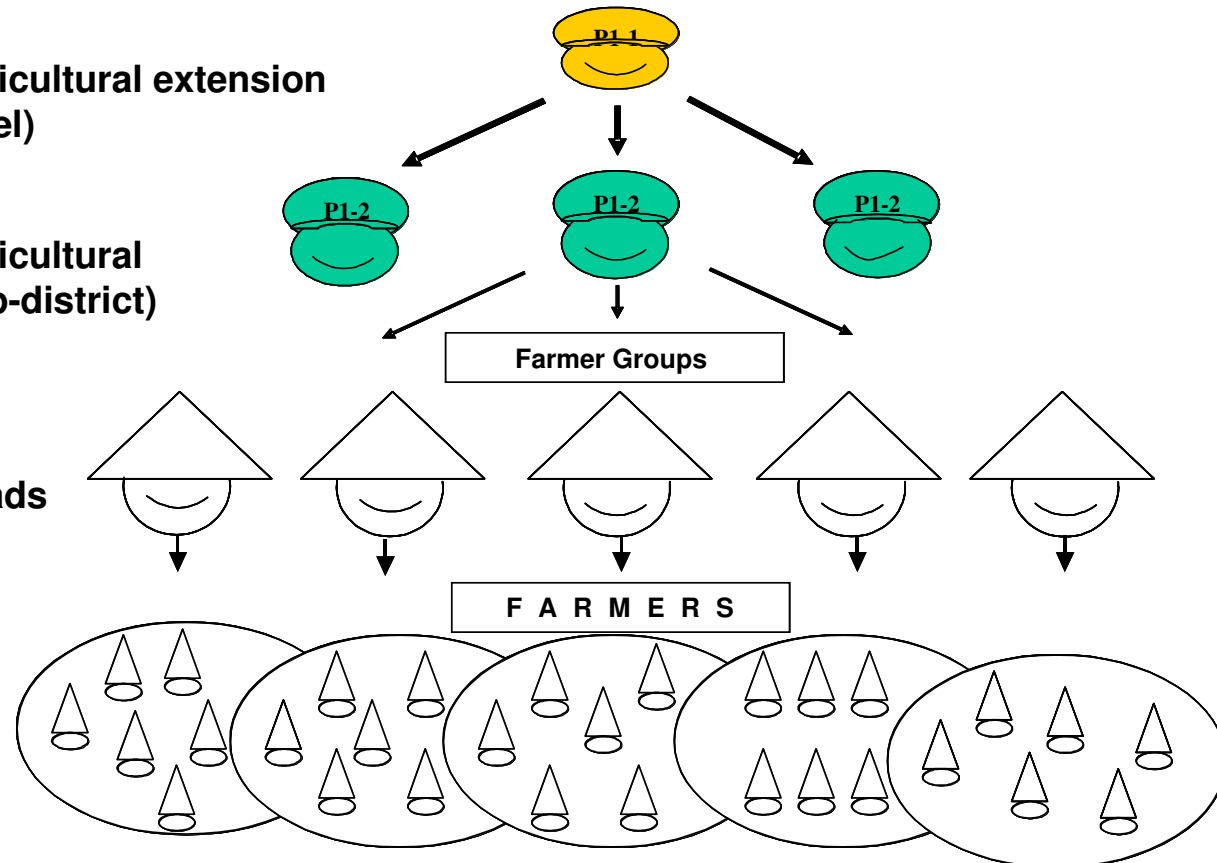 P1-1
icultural extension
el)
P1-2
P1-2
P1-2
icultural
o-district)
Farmer Groups
ads
F A R M E R S